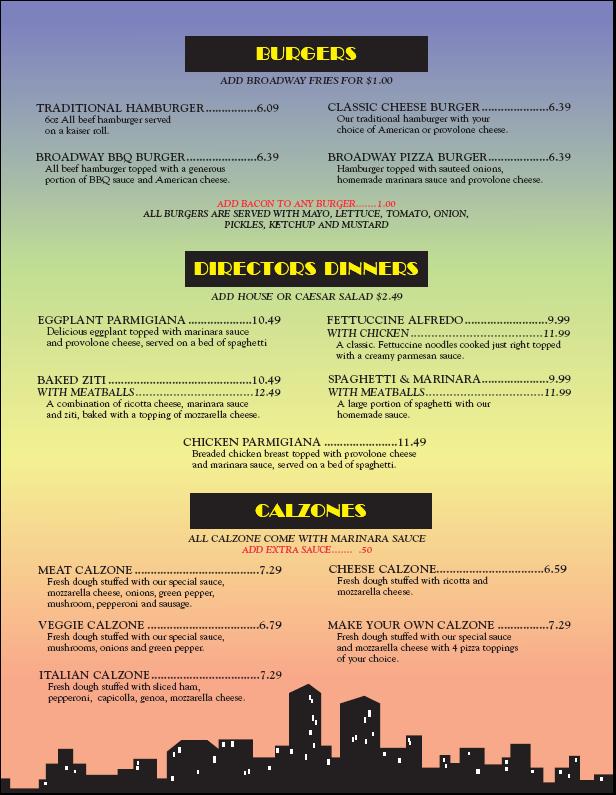 BURGERS
ADD BROADWAY FRIES FOR $1.00
TRADITIONAL HAMBURGER................6.09
6oz All beef hamburger served
on a kaiser roll.
CLASSIC CHEESE BURGER................6.39
Our traditional hamburger with your
choice of American or provolone cheese.
BROADWAY BBQ BURGER......................6.39
All beef hamburger topped with a generous
portion of BBQ sauce and American cheese.
BROADWAY PIZZA BURGER...................6.39
Hamburger topped with sauteed onions,
homemade marinara sauce and provolone cheese.
ADD BACON TO ANY BURGER.......1.00
ALL BURGERS ARE SERVED WITH MAYO, LETTUCE, TOMATO, ONION,
PICKLES, KETCHUP AND MUSTARD
DIRECTORS DINNERS
ADD HOUSE OR CAESAR SALAD $2.49
EGGPLANT PARMIGIANA ....................10.49
Delicious eggplant topped with marinara sauce
and provolone cheese, served on a bed of spaghetti
FETTUCCINE ALFREDO ..........................9.99
WITH CHICKEN.........................................11.99
A classic. Fettuccine noodles cooked just right topped
with a creamy parmesan sauce.
BAKED ZITI .............................................10.49
WITH MEATBALLS....................................12.49
A combination of ricotta cheese, marinara sauce
and ziti, baked with a topping of mozzarella cheese.
SPAGHETTI & MARINARA.....................9.99
WITH MEATBALLS....................................11.99
A large portion of spaghetti with our
homemade sauce.
CHICKEN PARMIGIANA .......................11.49
Breaded chicken breast topped with provolone cheese
and marinara sauce, served on a bed of spaghetti.
CALZONES
ALL CALZONE COME WITH MARINARA SAUCE
ADD EXTRA SAUCE....... .50
MEAT CALZONE ........................................7.29
Fresh dough stuffed with our special sauce,
mozzarella cheese, onions, green pepper,
mushroom, pepperoni and sausage.
CHEESE CALZONE..................................6.59
Fresh dough stuffed with ricotta and
mozzarella cheese.
VEGGIE CALZONE ...................................6.79
Fresh dough stuffed with our special sauce,
mushrooms, onions and green pepper.
MAKE YOUR OWN CALZONE ................7.29
Fresh dough stuffed with our special sauce
and mozzarella cheese with 4 pizza toppings
of your choice.
ITALIAN CALZONE..................................7.29
Fresh dough stuffed with sliced ham,
pepperoni, capicolla, genoa, mozzarella cheese.